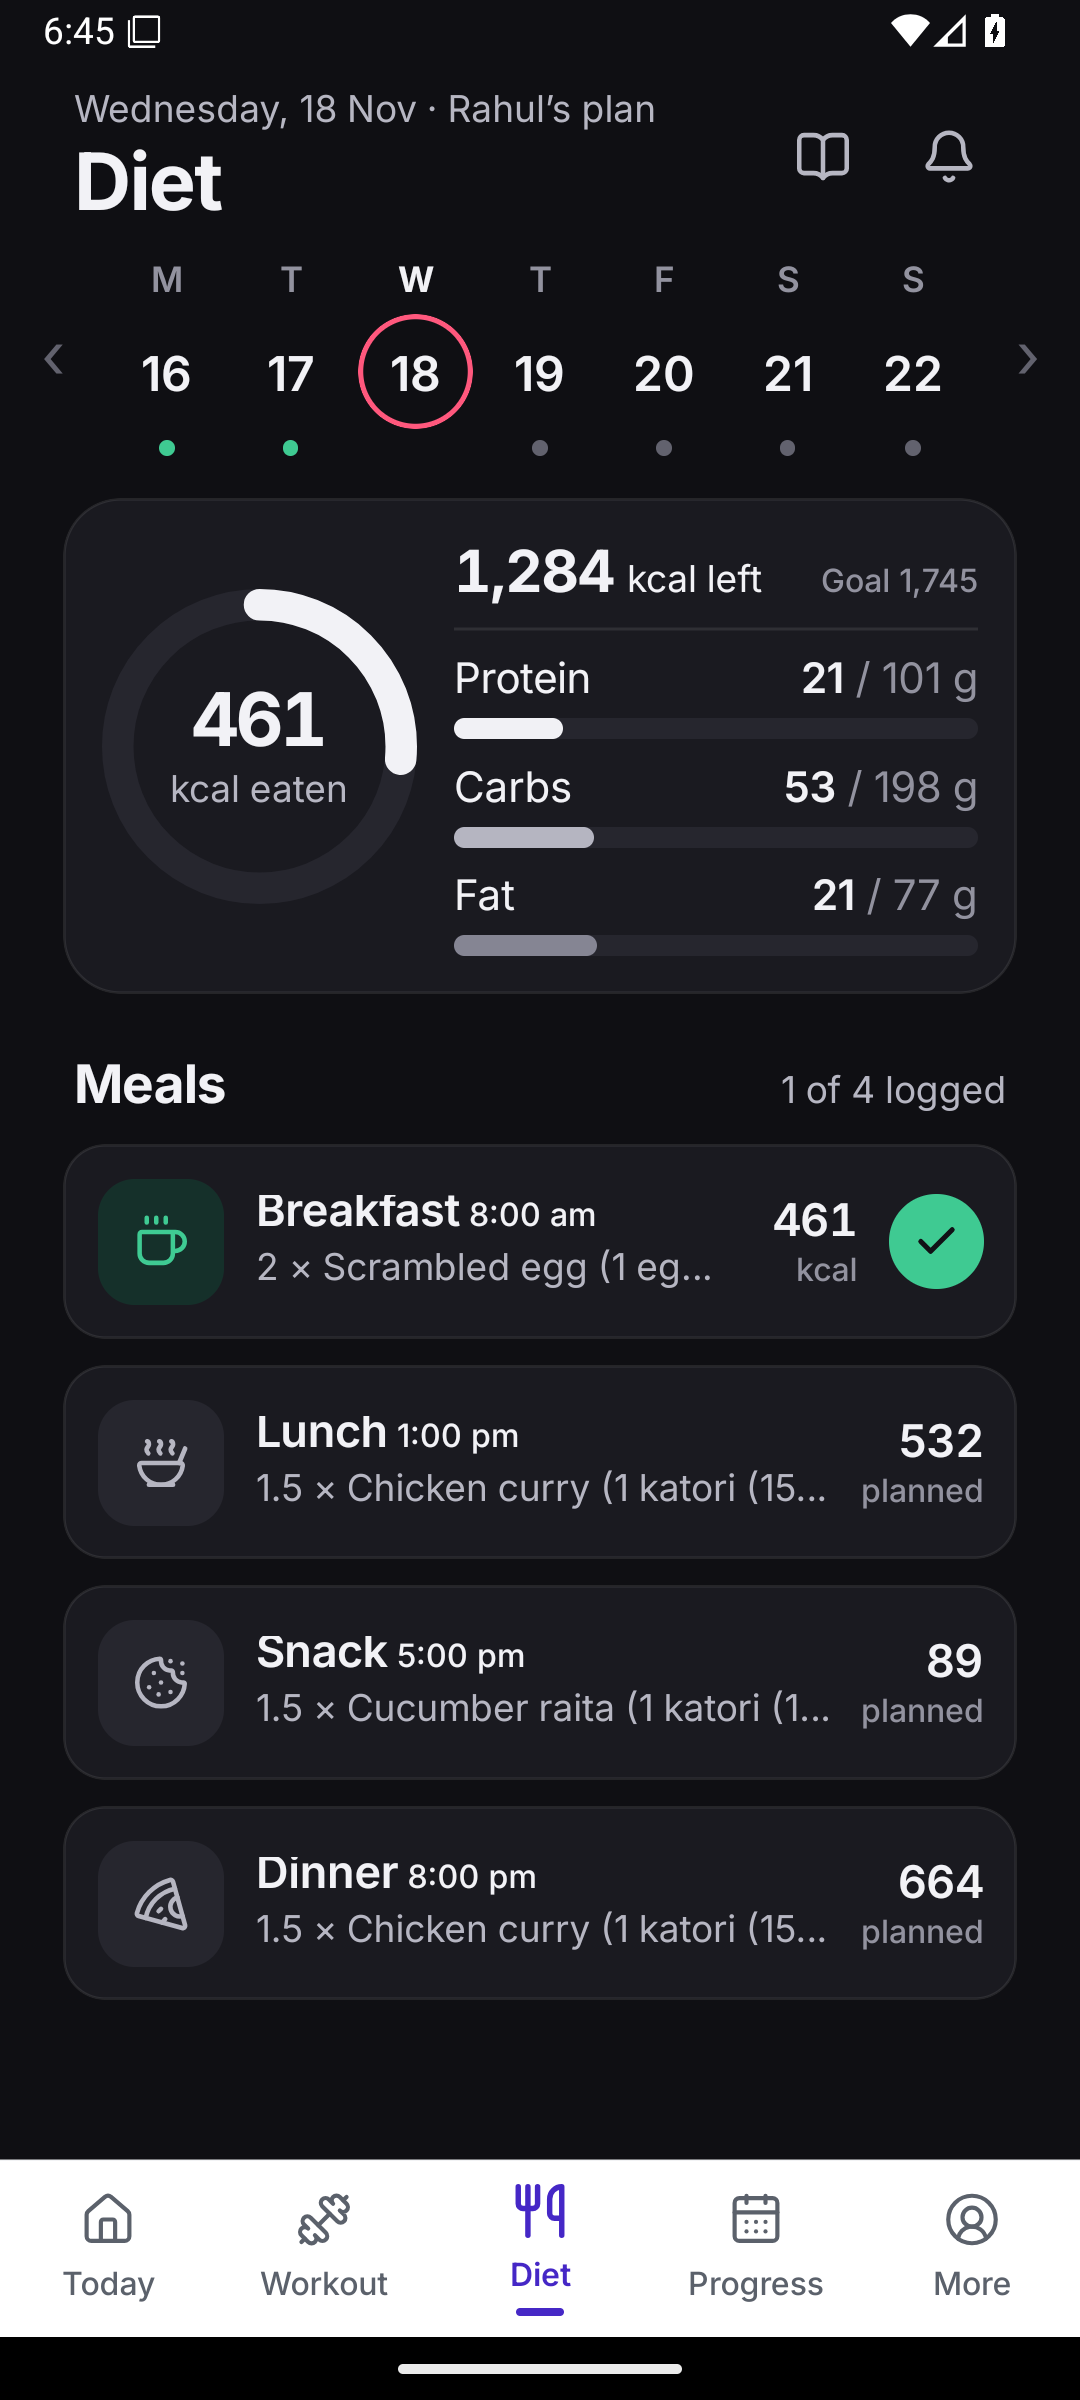 6:45
Wednesday, 18 Nov · Rahul’s plan
Diet
M T W T F S S
‹ 16 17 18 19 20 21 22 ›
1,284 kcal left Goal 1,745
461
kcal eaten
Protein 21 / 101 g
Carbs 53 / 198 g
Fat 21 / 77 g
Meals 1 of 4 logged
Breakfast 8:00 am 461
2 × Scrambled egg (1 eg... kcal
Lunch 1:00 pm 532
1.5 × Chicken curry (1 katori (15... planned
Snack 5:00 pm 89
1.5 × Cucumber raita (1 katori (1... planned
Dinner 8:00 pm 664
1.5 × Chicken curry (1 katori (15... planned
Today Workout Diet Progress More